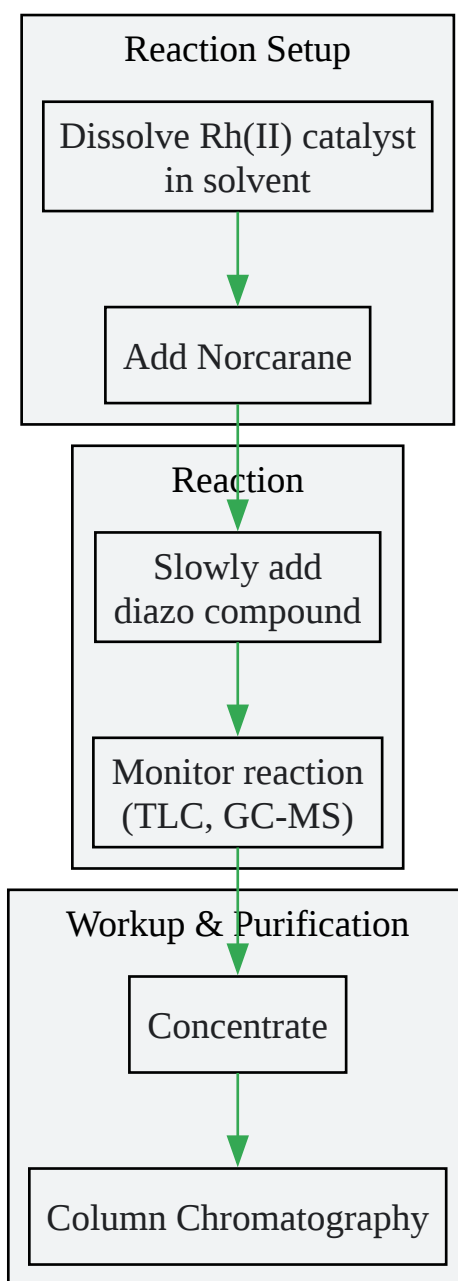 Reaction Setup
Dissolve Rh(II) catalyst
in solvent
Add Norcarane
Reaction
Slowly add
diazo compound
Monitor reaction
(TLC, GC-MS)
Workup & Purification
Concentrate
Column Chromatography